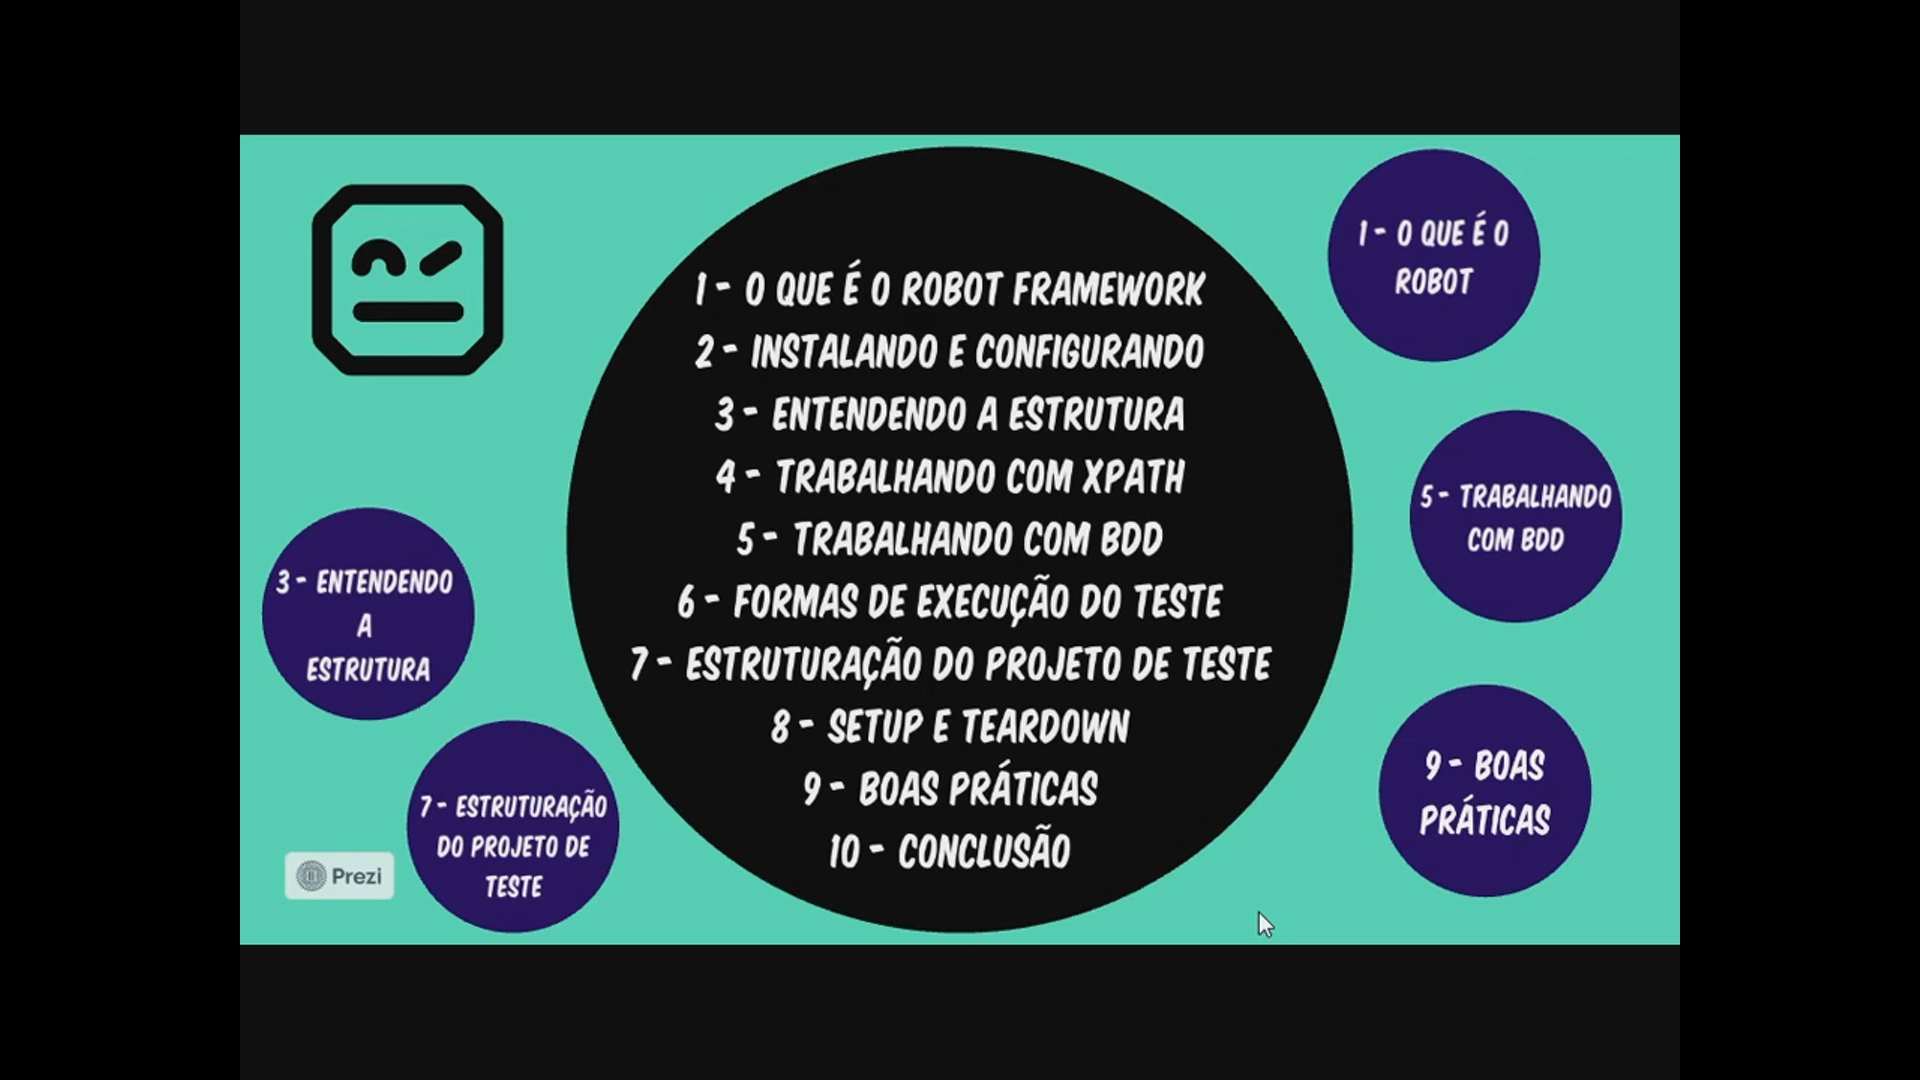 1 - O QUE É O ROBOT FRAMEWORK
2 - INSTALANDO E CONFIGURANDO
3 - ENTENDENDO A ESTRUTURA
4 - TRABALHANDO COM XPATH
5 - TRABALHANDO COM BDD
6 - FORMAS DE EXECUÇÃO DO TESTE
7 - ESTRUTURAÇÃO DO PROJETO DE TESTE
8 - SETUP E TEARDOWN
9 - BOAS PRÁTICAS
10 - CONCLUSÃO
1 - O QUE É O
ROBOT
5 - TRABALHANDO
COM BDD
9 - BOAS
PRÁTICAS
3 - ENTENDENDO
A
ESTRUTURA
7 - ESTRUTURAÇÃO
DO PROJETO DE
TESTE
Prezi